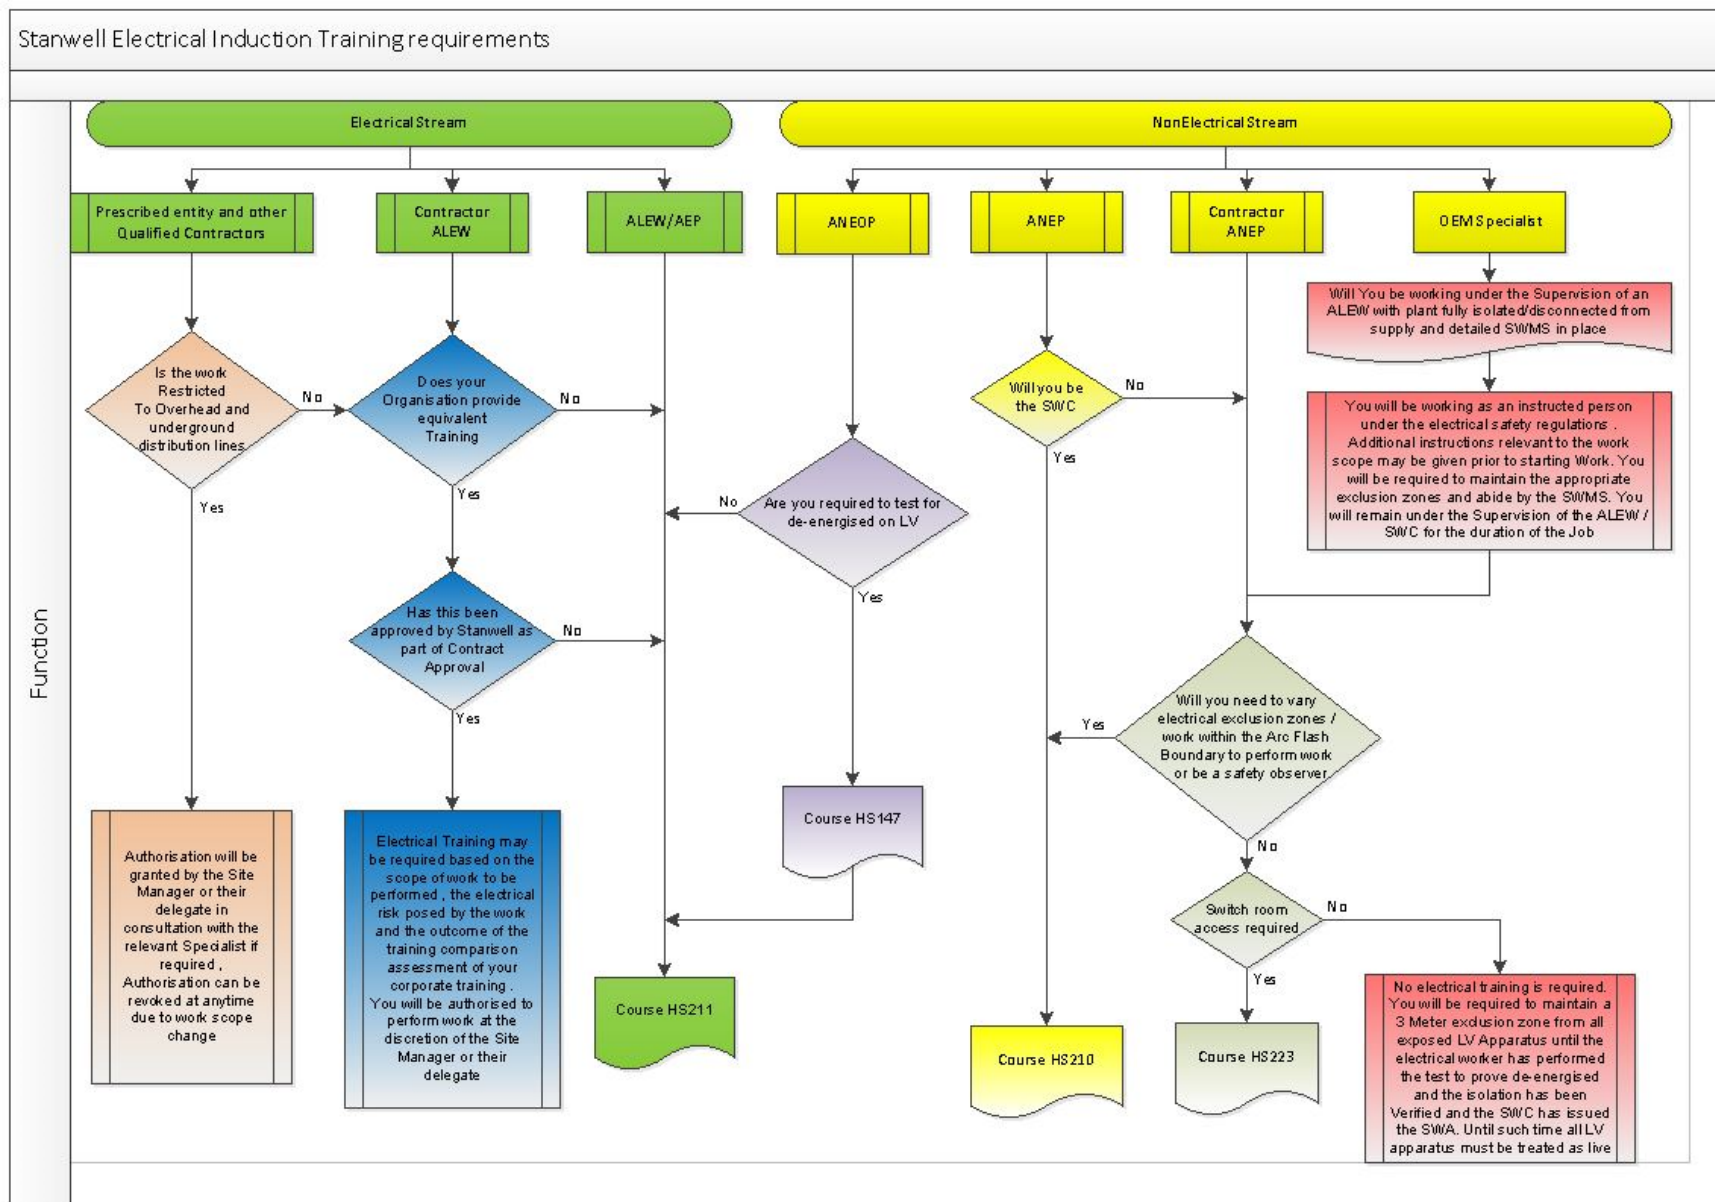 Stanwell Electrical Induction Training requirements
Function
Electrical Stream
Non Electrical Stream
Prescribed entity and other
Qualified Contractors
Contractor
ALEW
ALEW/AEP
ANEOP
ANEP
Contractor
ANEP
OEM Specialist
Will You be working under the Supervision of an
ALEW with plant fully isolated/disconnected from
supply and detailed SWMS in place
Is the work
Restricted
To Overhead and
underground
distribution lines
No
Yes
Does your
Organisation provide
equivalent
Training
No
Yes
Will you be
the SWC
No
Yes
You will be working as an instructed person
under the electrical safety regulations .
Additional instructions relevant to the work
scope may be given prior to starting Work. You
will be required to maintain the appropriate
exclusion zones and abide by the SWMS. You
will remain under the Supervision of the ALEW /
SWC for the duration of the Job
Are you required to test for
de-energised on LV
No
Yes
Has this been
approved by Stanwell as
part of Contract
Approval
No
Yes
Will you need to vary
electrical exclusion zones /
work within the Arc Flash
Boundary to perform work
or be a safety observer
Yes
No
Course HS147
Authorisation will be
granted by the Site
Manager or their
delegate in
consultation with the
relevant Specialist if
required ,
Authorisation can be
revoked at anytime
due to work scope
change
Electrical Training may
be required based on the
scope of work to be
performed , the electrical
risk posed by the work
and the outcome of the
training comparison
assessment of your
corporate training .
You will be authorised to
perform work at the
discretion of the Site
Manager or their
delegate
Switch room
access required
No
Yes
Course HS211
Course HS210
Course HS223
No electrical training is required.
You will be required to maintain a
3 Meter exclusion zone from all
exposed LV Apparatus until the
electrical worker has performed
the test to prove de-energised
and the isolation has been
Verified and the SWC has issued
the SWA. Until such time all LV
apparatus must be treated as live